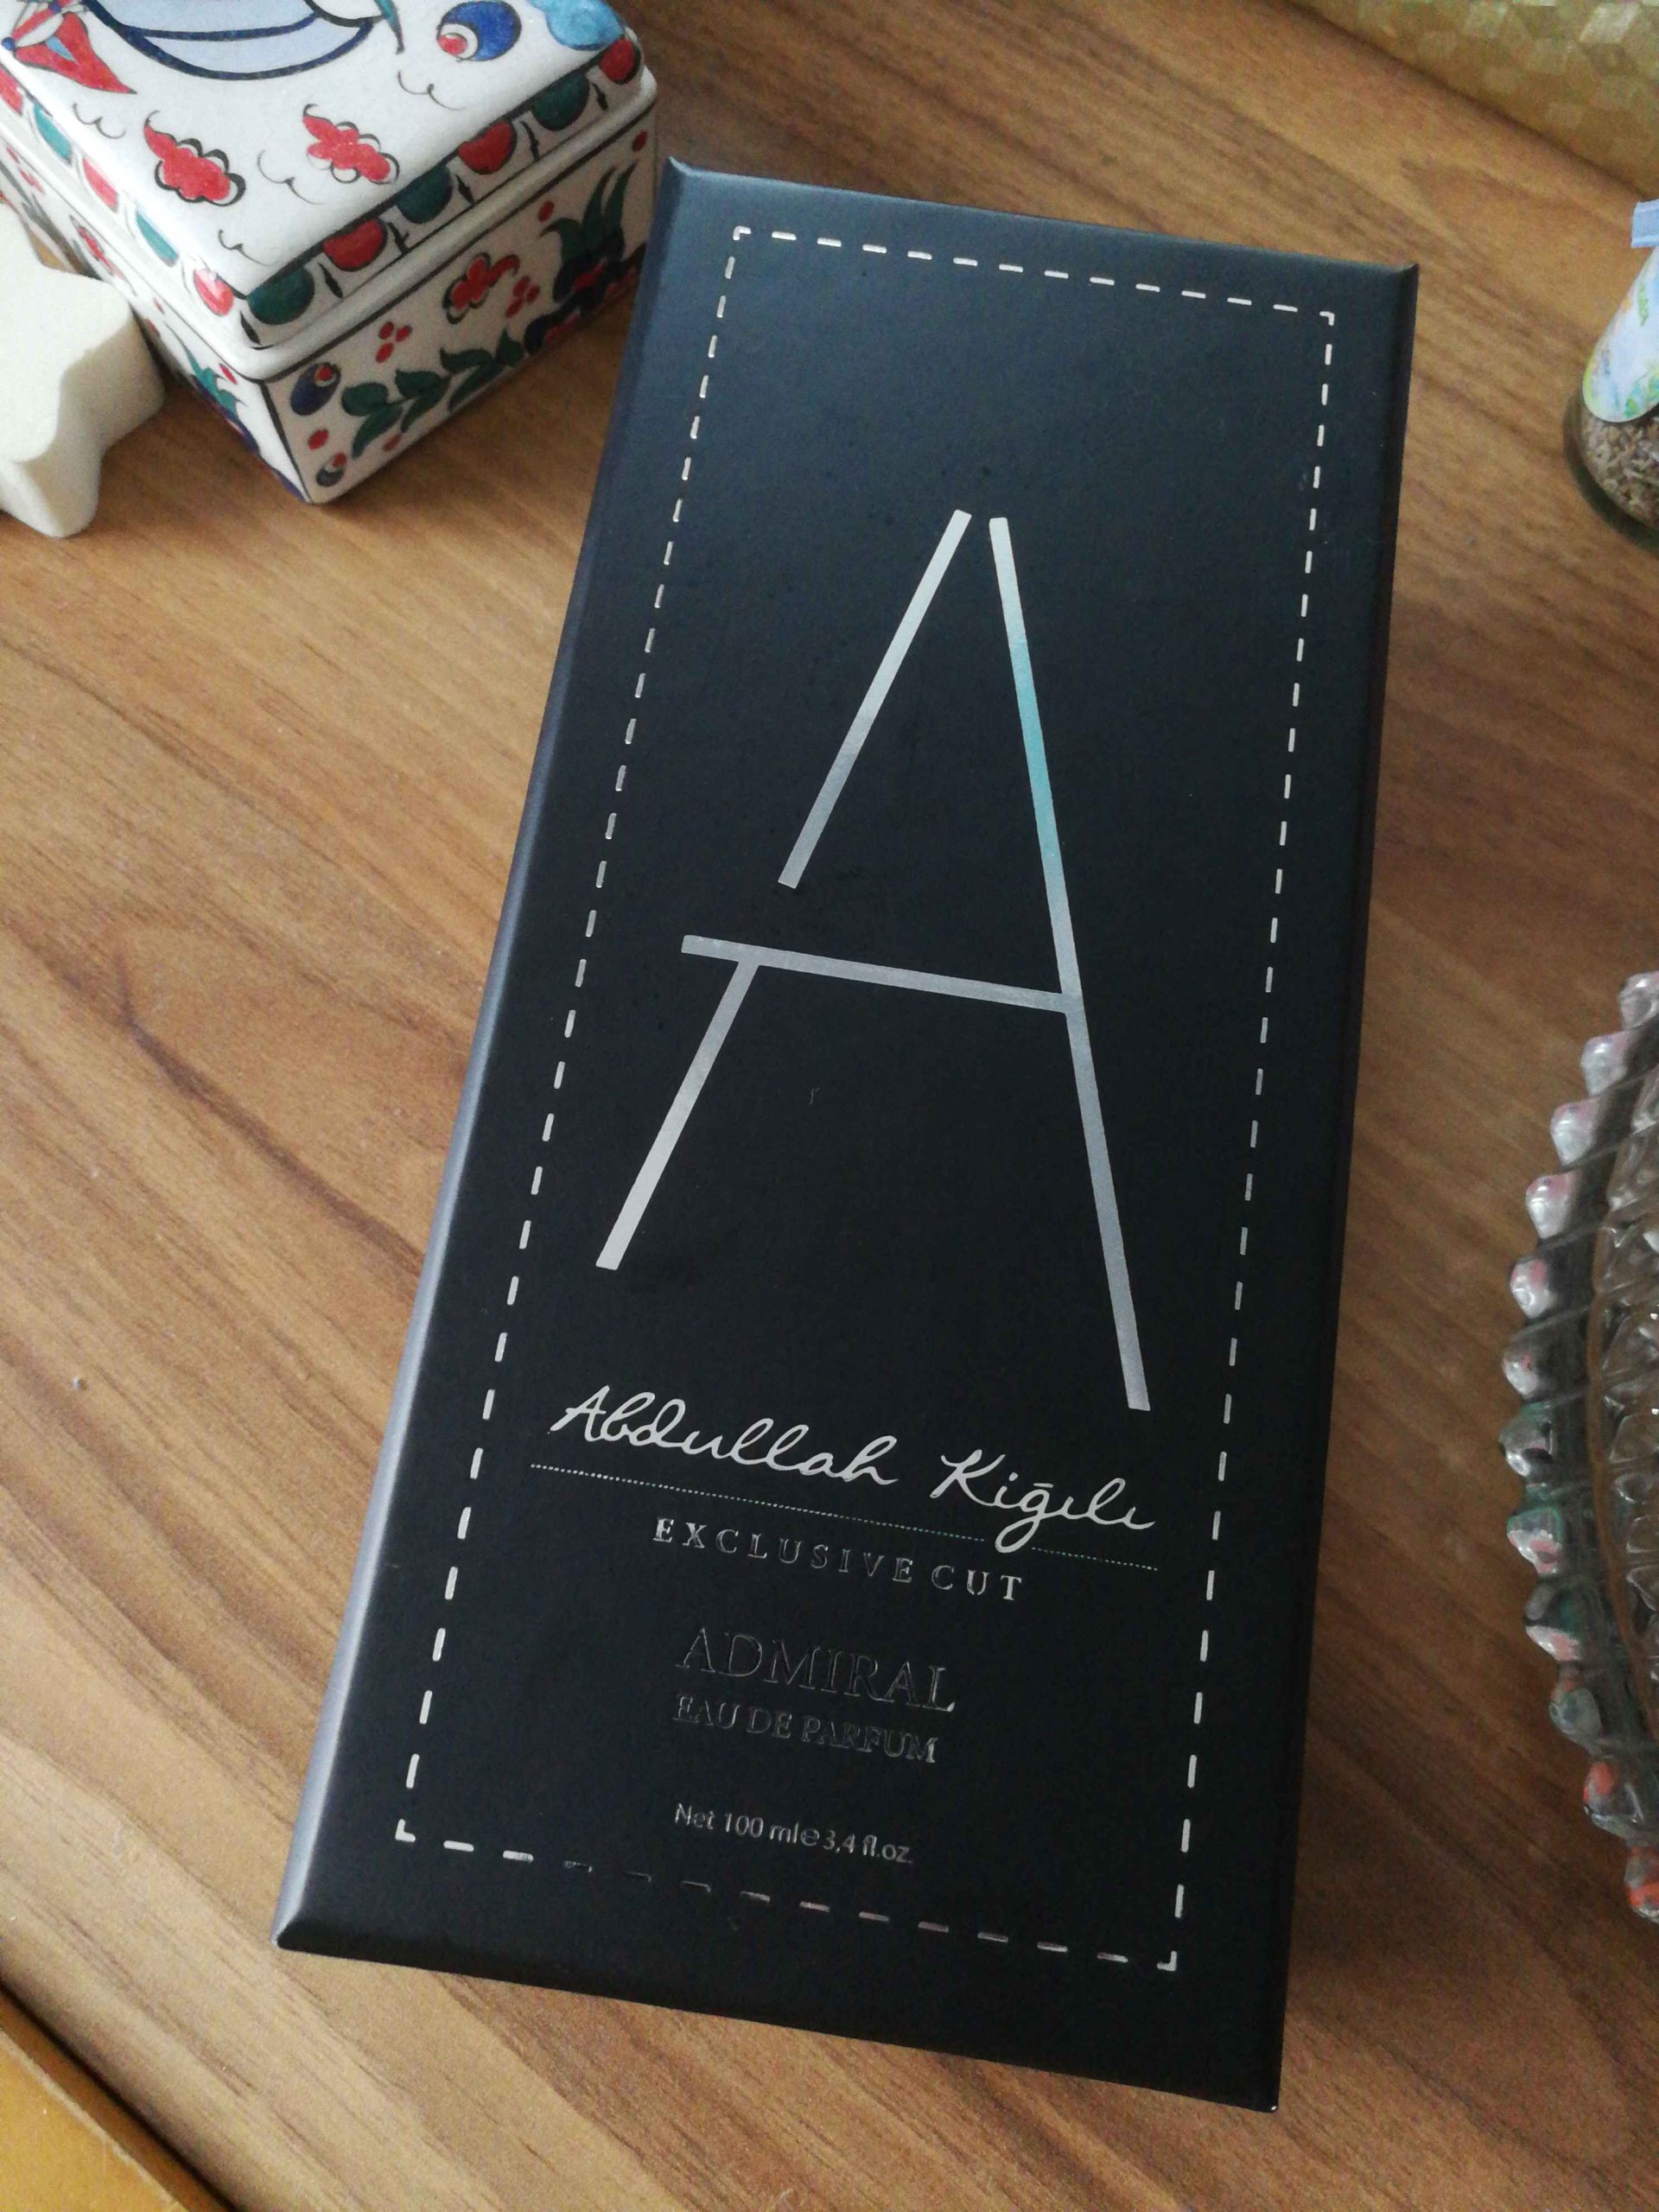 A
Abdullah Kiğılı
EXCLUSIVE CUT
ADMIRAL
EAU DE PARFUM
Net 100 ml e 3,4 fl.oz.